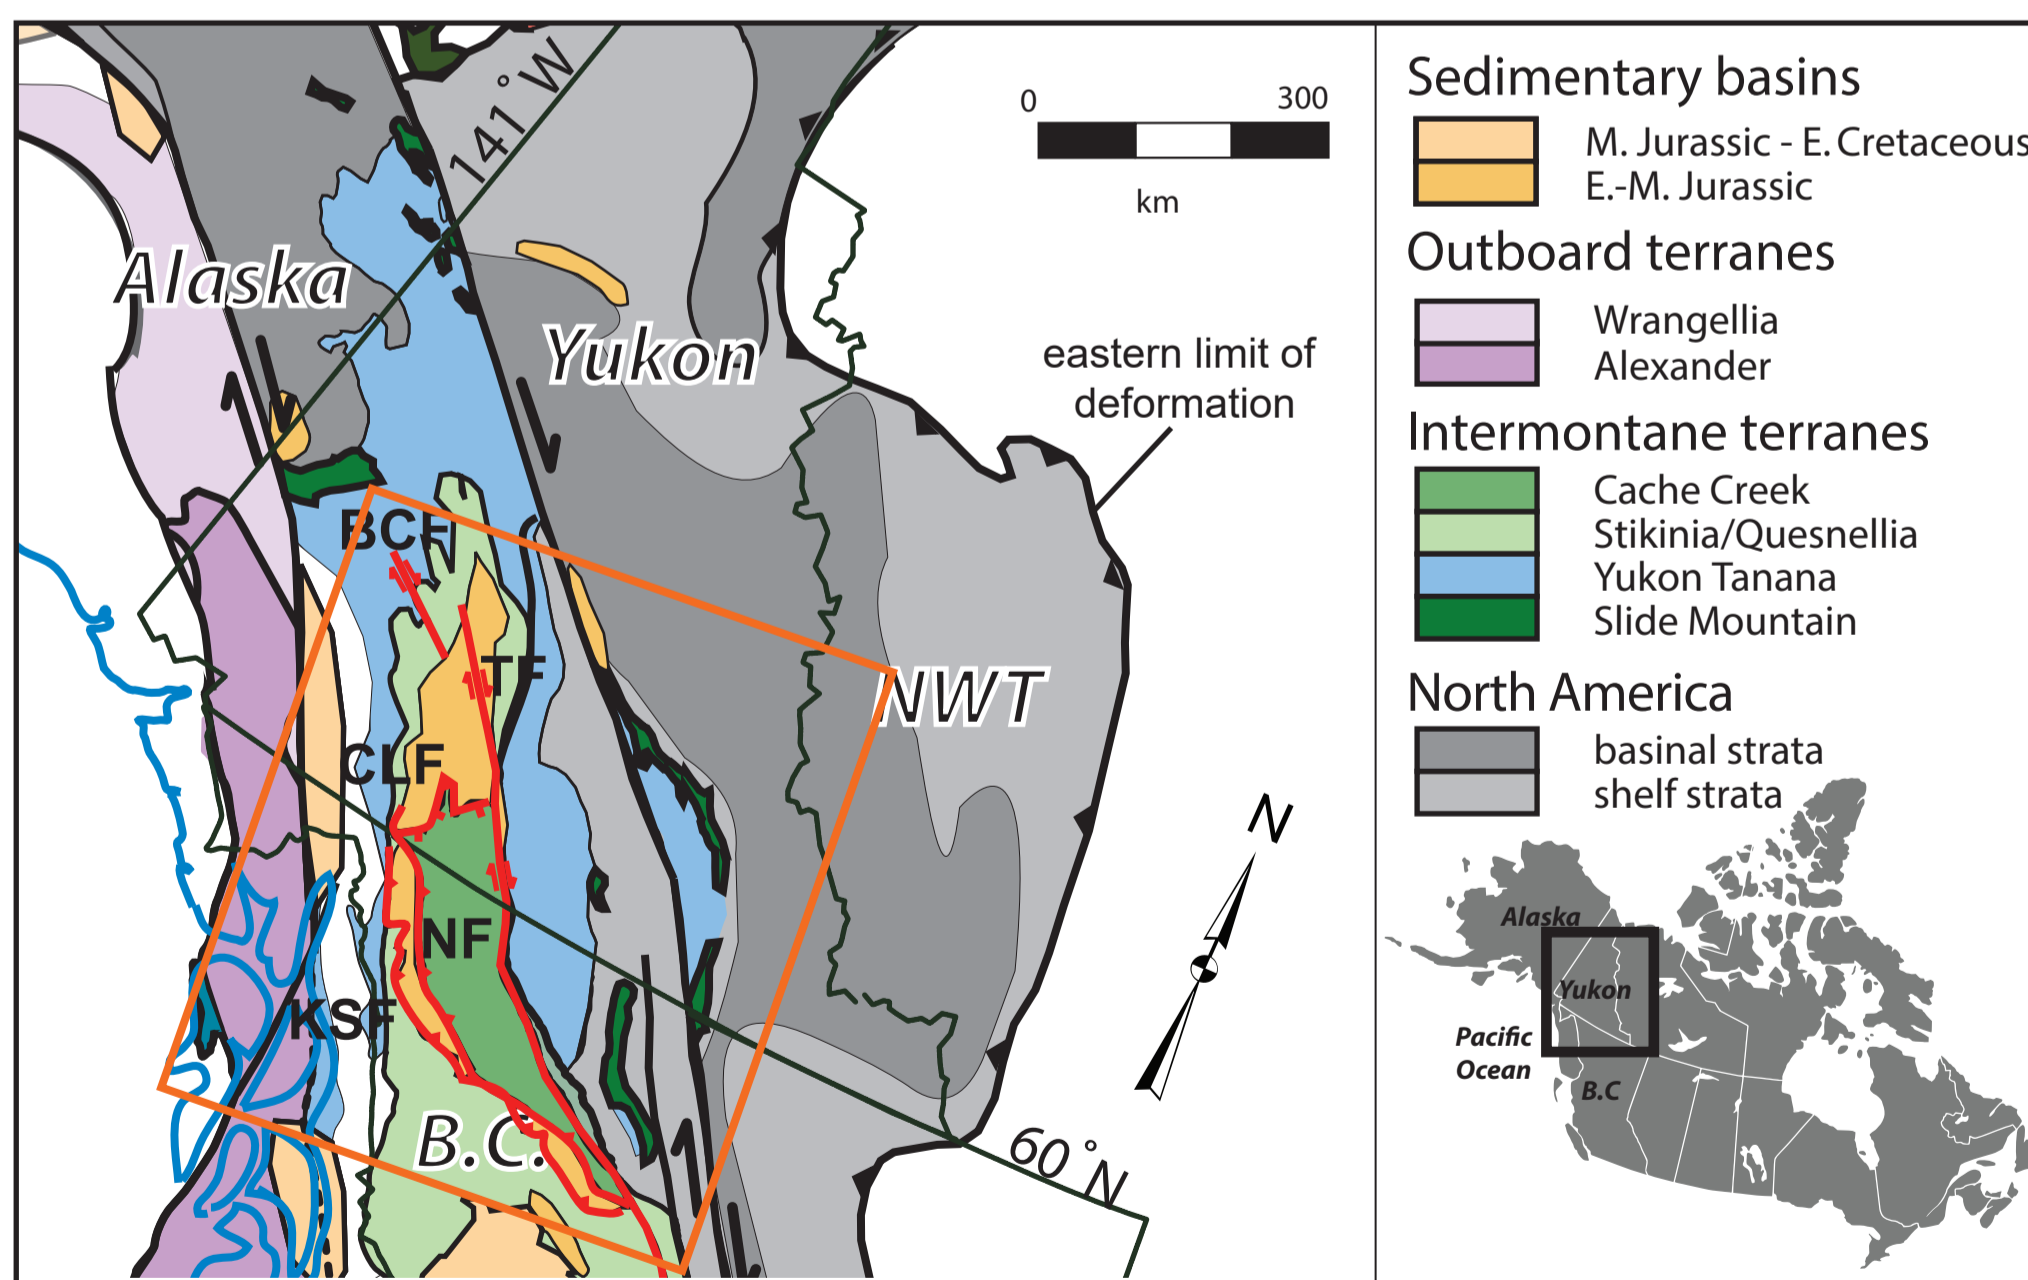 141° W
Alaska
Yukon
0 300
km
eastern limit of
deformation
BCF
TF
NWT
CLF
NF
KSF
B.C.
60°N
N
Sedimentary basins
M. Jurassic - E. Cretaceous
E.-M. Jurassic
Outboard terranes
Wrangellia
Alexander
Intermontane terranes
Cache Creek
Stikinia/Quesnellia
Yukon Tanana
Slide Mountain
North America
basinal strata
shelf strata
Alaska
Yukon
Pacific
Ocean
B.C